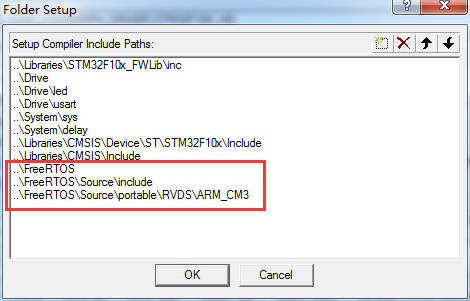 Folder Setup
Setup Compiler Include Paths:
..\Libraries\STM32F10x_FWLib\inc
..\Drive
..\Drive\led
..\Drive\usart
..\System\sys
..\System\delay
..\Libraries\CMSIS\Device\ST\STM32F10x\Include
..\Libraries\CMSIS\Include
..\FreeRTOS
..\FreeRTOS\Source\include
..\FreeRTOS\Source\portable\RVDS\ARM_CM3
OK
Cancel